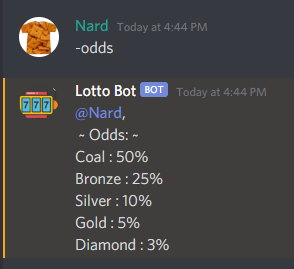 Nard Today at 4:44 PM
-odds
777
Lotto Bot BOT Today at 4:44 PM
@Nard,
~ Odds: ~
Coal : 50%
Bronze : 25%
Silver : 10%
Gold : 5%
Diamond : 3%